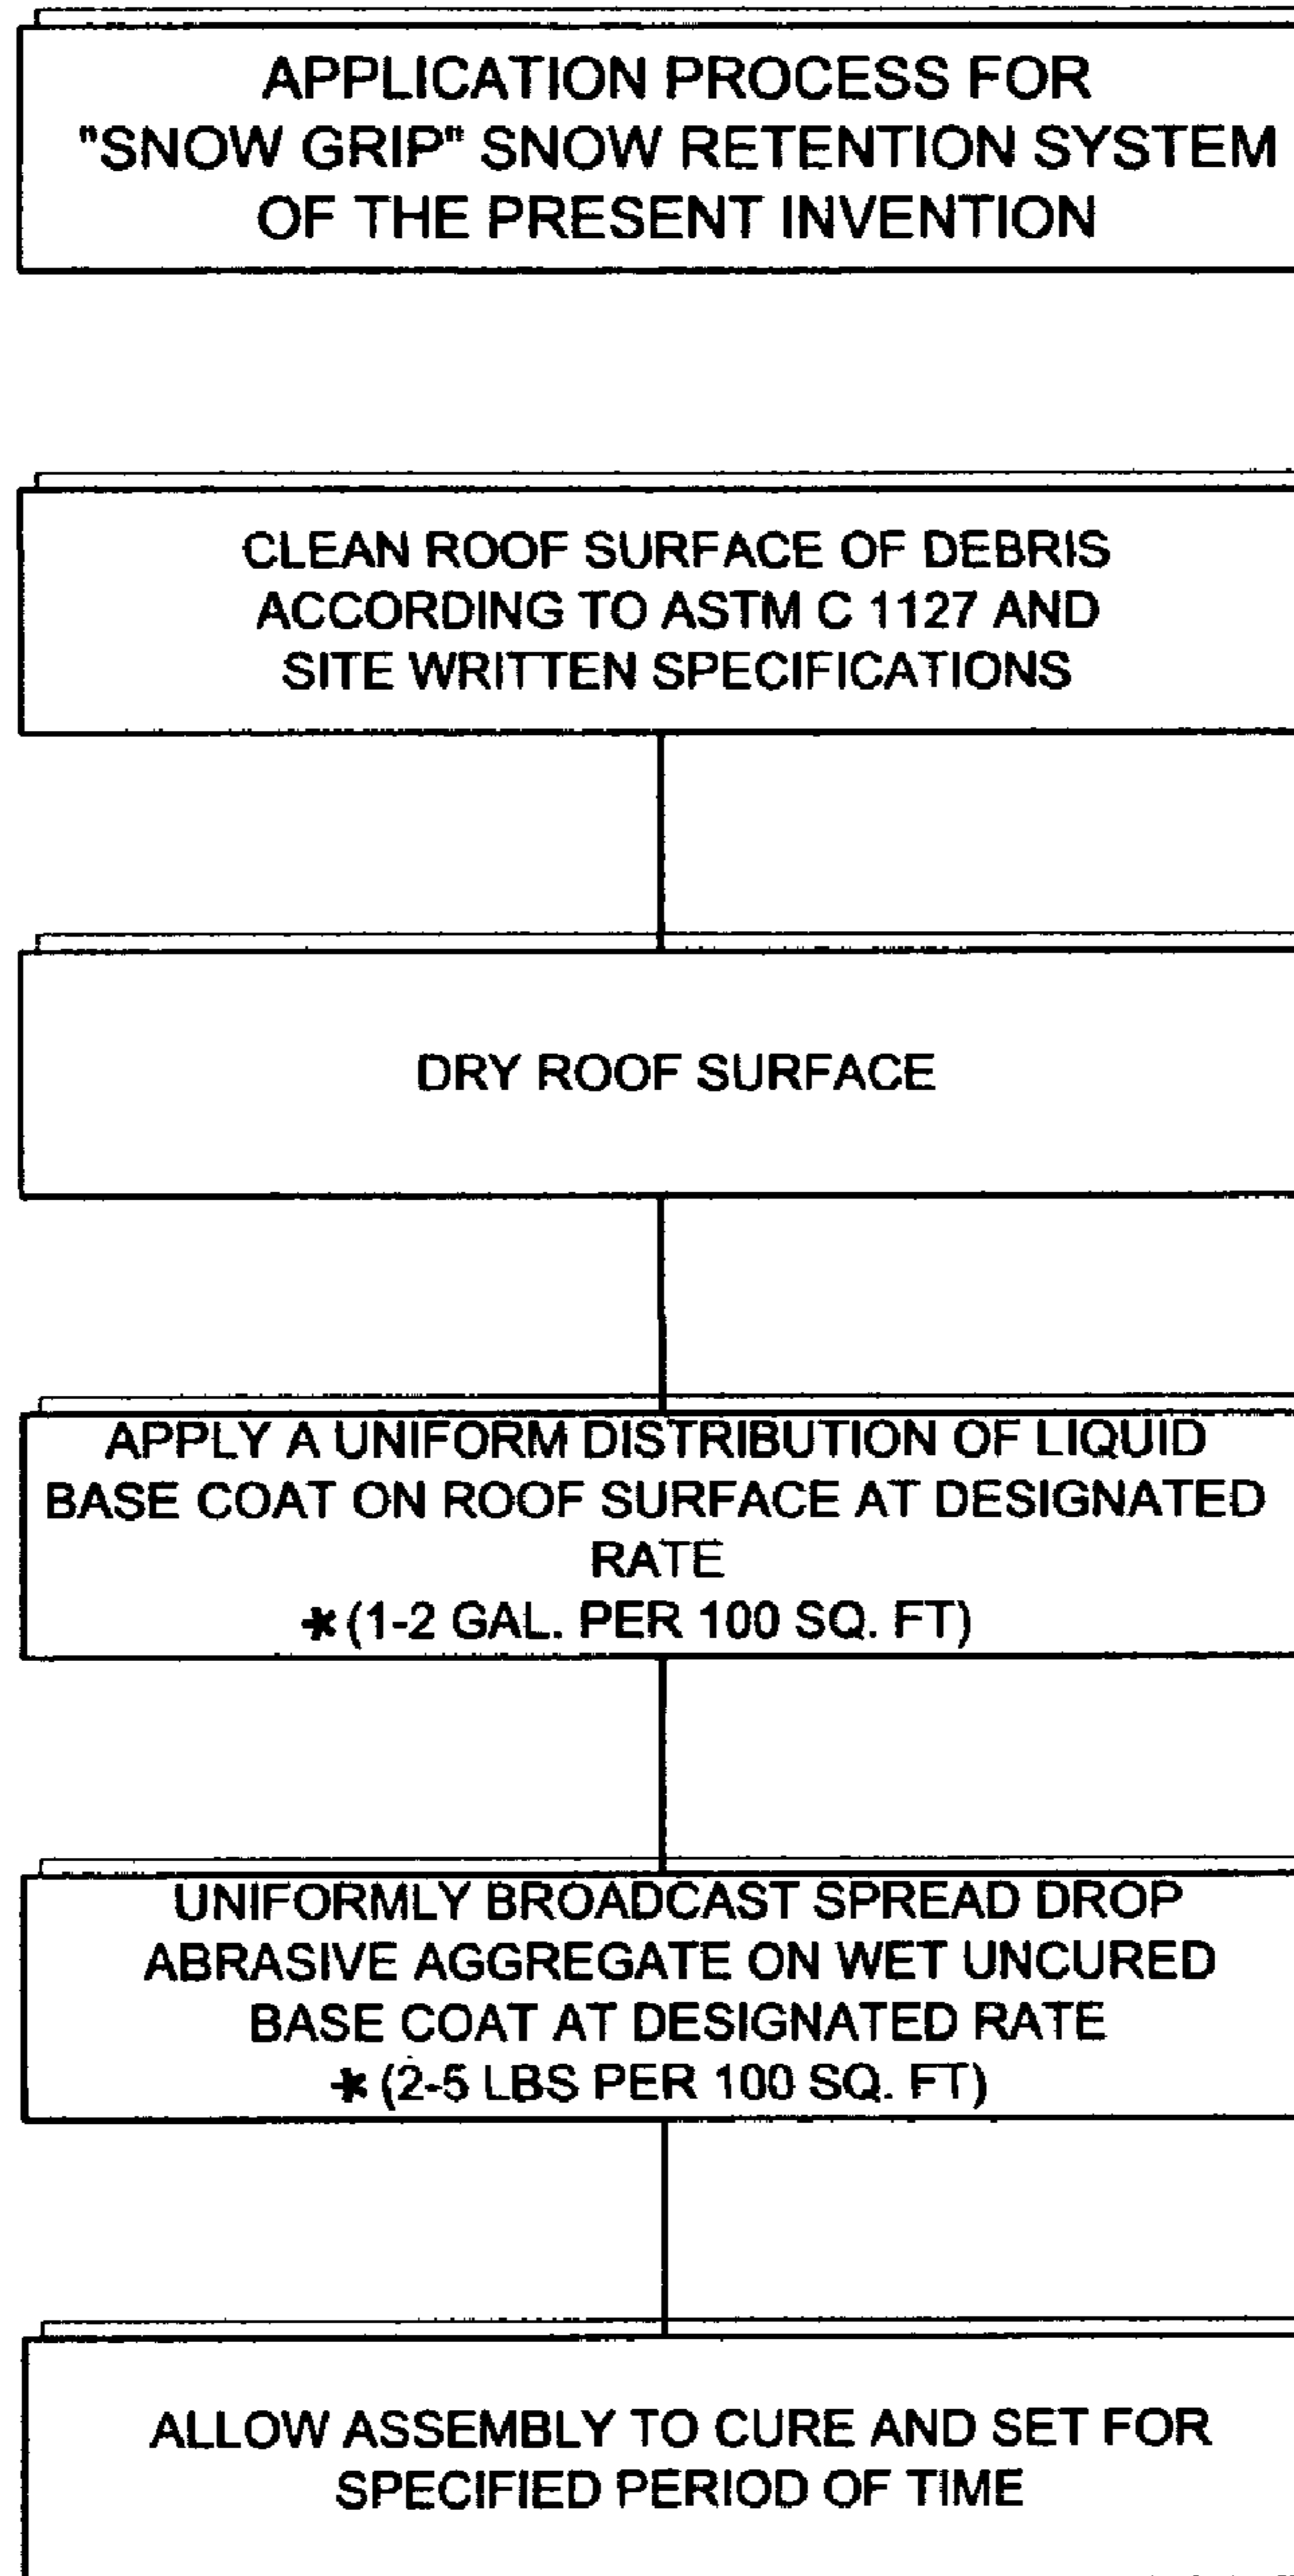 APPLICATION PROCESS FOR
"SNOW GRIP" SNOW RETENTION SYSTEM
OF THE PRESENT INVENTION
CLEAN ROOF SURFACE OF DEBRIS
ACCORDING TO ASTM C 1127 AND
SITE WRITTEN SPECIFICATIONS
DRY ROOF SURFACE
APPLY A UNIFORM DISTRIBUTION OF LIQUID
BASE COAT ON ROOF SURFACE AT DESIGNATED
RATE
*(1-2 GAL. PER 100 SQ. FT)
UNIFORMLY BROADCAST SPREAD DROP
ABRASIVE AGGREGATE ON WET UNCURED
BASE COAT AT DESIGNATED RATE
*(2-5 LBS PER 100 SQ. FT)
ALLOW ASSEMBLY TO CURE AND SET FOR
SPECIFIED PERIOD OF TIME